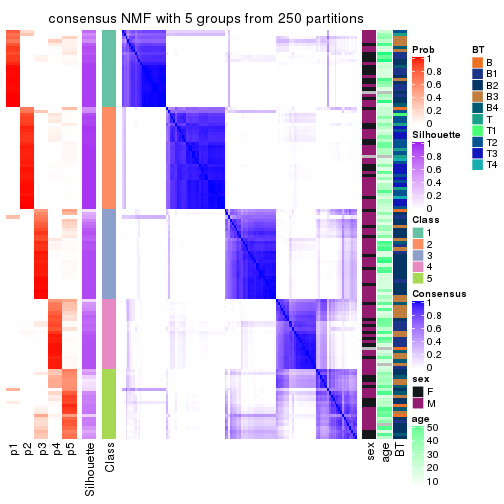 consensus NMF with 5 groups from 250 partitions
p1
p2
p3
p4
p5
Silhouette
Class
sex
age
BT
Prob
1
0.8
0.6
0.4
0.2
0
Silhouette
1
0.8
0.6
0.4
0.2
0
Class
1
2
3
4
5
Consensus
1
0.8
0.6
0.4
0.2
0
sex
F
M
age
50
40
30
20
10
BT
B
B1
B2
B3
B4
T
T1
T2
T3
T4